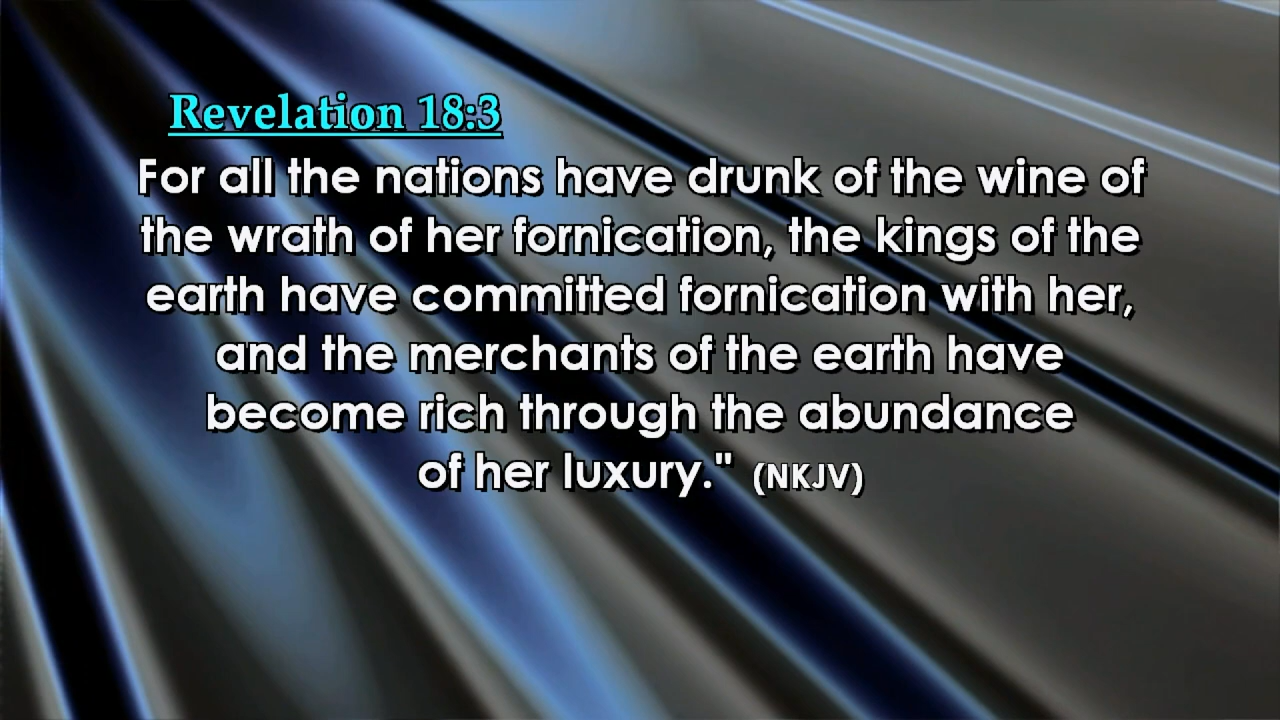 Revelation 18:3
For all the nations have drunk of the wine of
the wrath of her fornication, the kings of the
earth have committed fornication with her,
and the merchants of the earth have
become rich through the abundance
of her luxury." (NKJV)